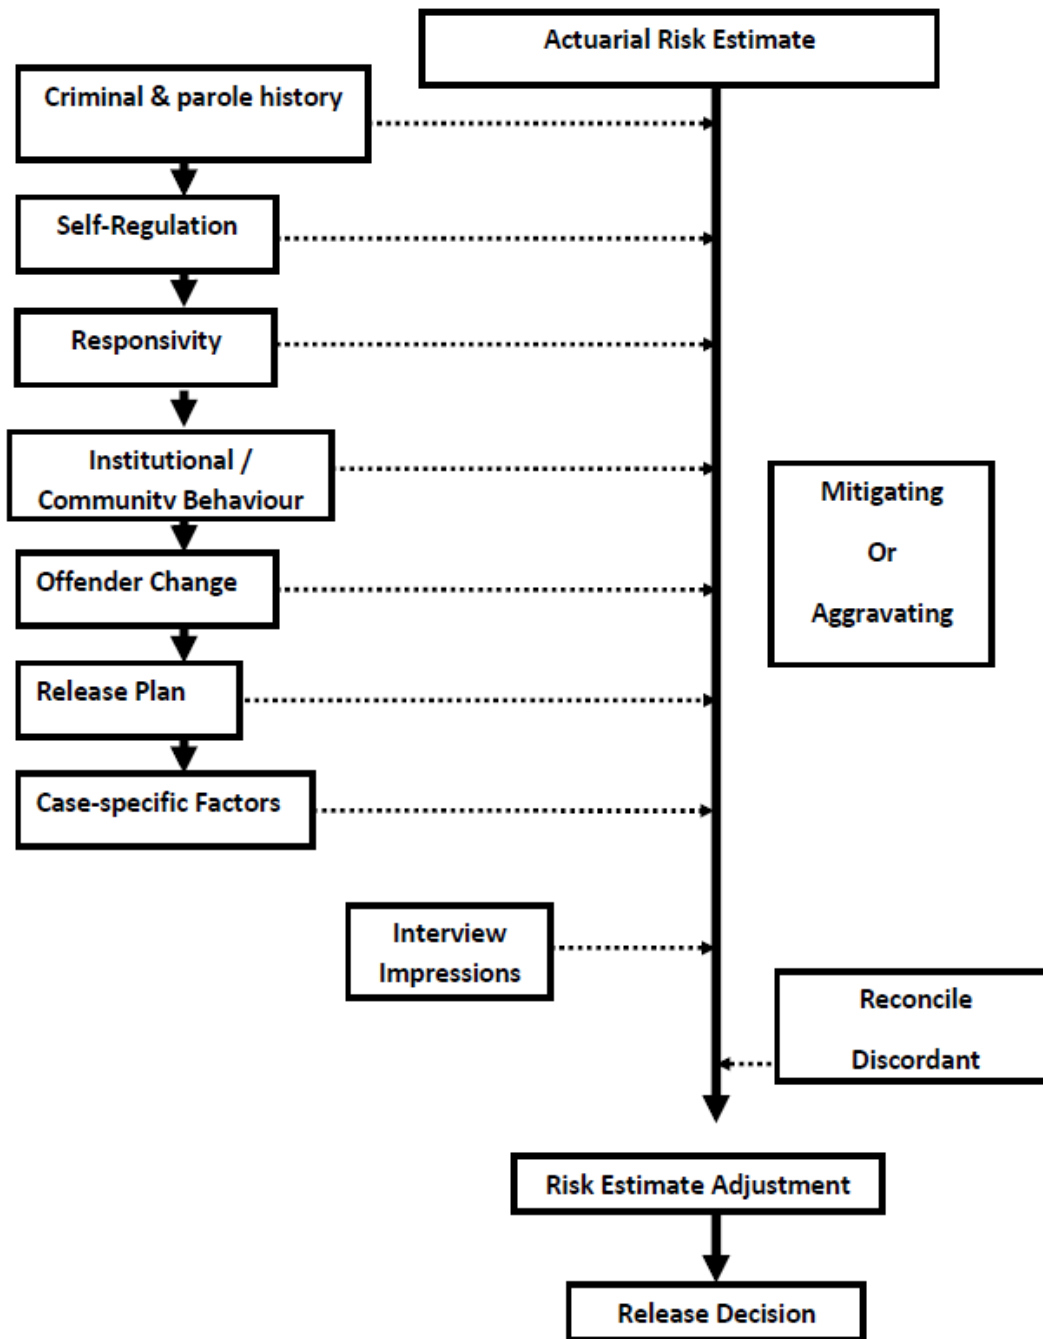 Actuarial Risk Estimate
Criminal & parole history
Self-Regulation
Responsivity
Institutional /
Community Behaviour
Offender Change
Release Plan
Case-specific Factors
Mitigating
Or
Aggravating
Interview
Impressions
Reconcile
Discordant
Risk Estimate Adjustment
Release Decision